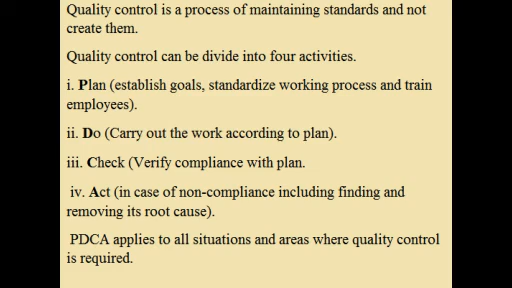 Quality control is a process of maintaining standards and not
create them.
Quality control can be divide into four activities.
i. Plan (establish goals, standardize working process and train
employees).
ii. Do (Carry out the work according to plan).
iii. Check (Verify compliance with plan.
iv. Act (in case of non-compliance including finding and
removing its root cause).
PDCA applies to all situations and areas where quality control
is required.